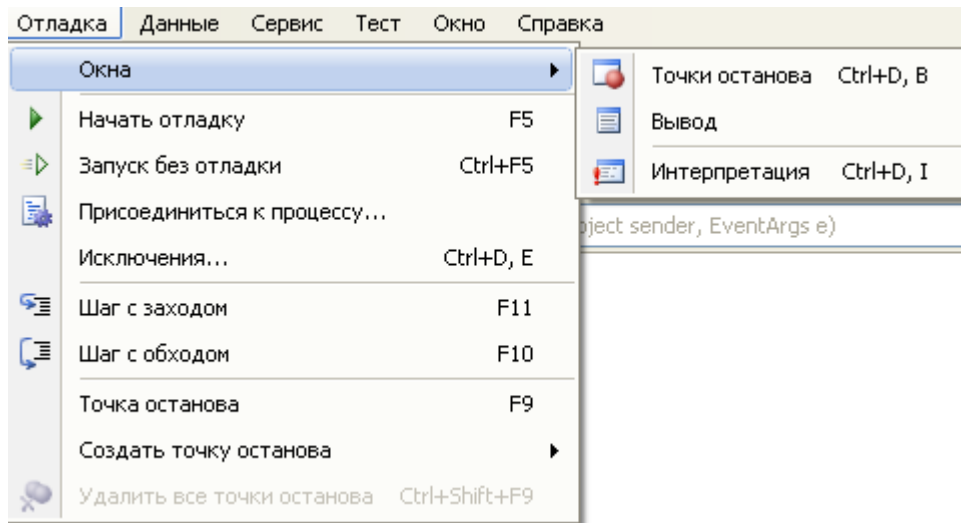 Отладка Данные Сервис Тест Окно Справка
Окна
Точки останова Ctrl+D, B
Начать отладку F5
Вывод
Запуск без отладки Ctrl+F5
Интерпретация Ctrl+D, I
Присоединиться к процессу...
sender, EventArgs e)
Исключения... Ctrl+D, E
Шаг с заходом F11
Шаг с обходом F10
Точка останова F9
Создать точку останова
Удалить все точки останова Ctrl+Shift+F9